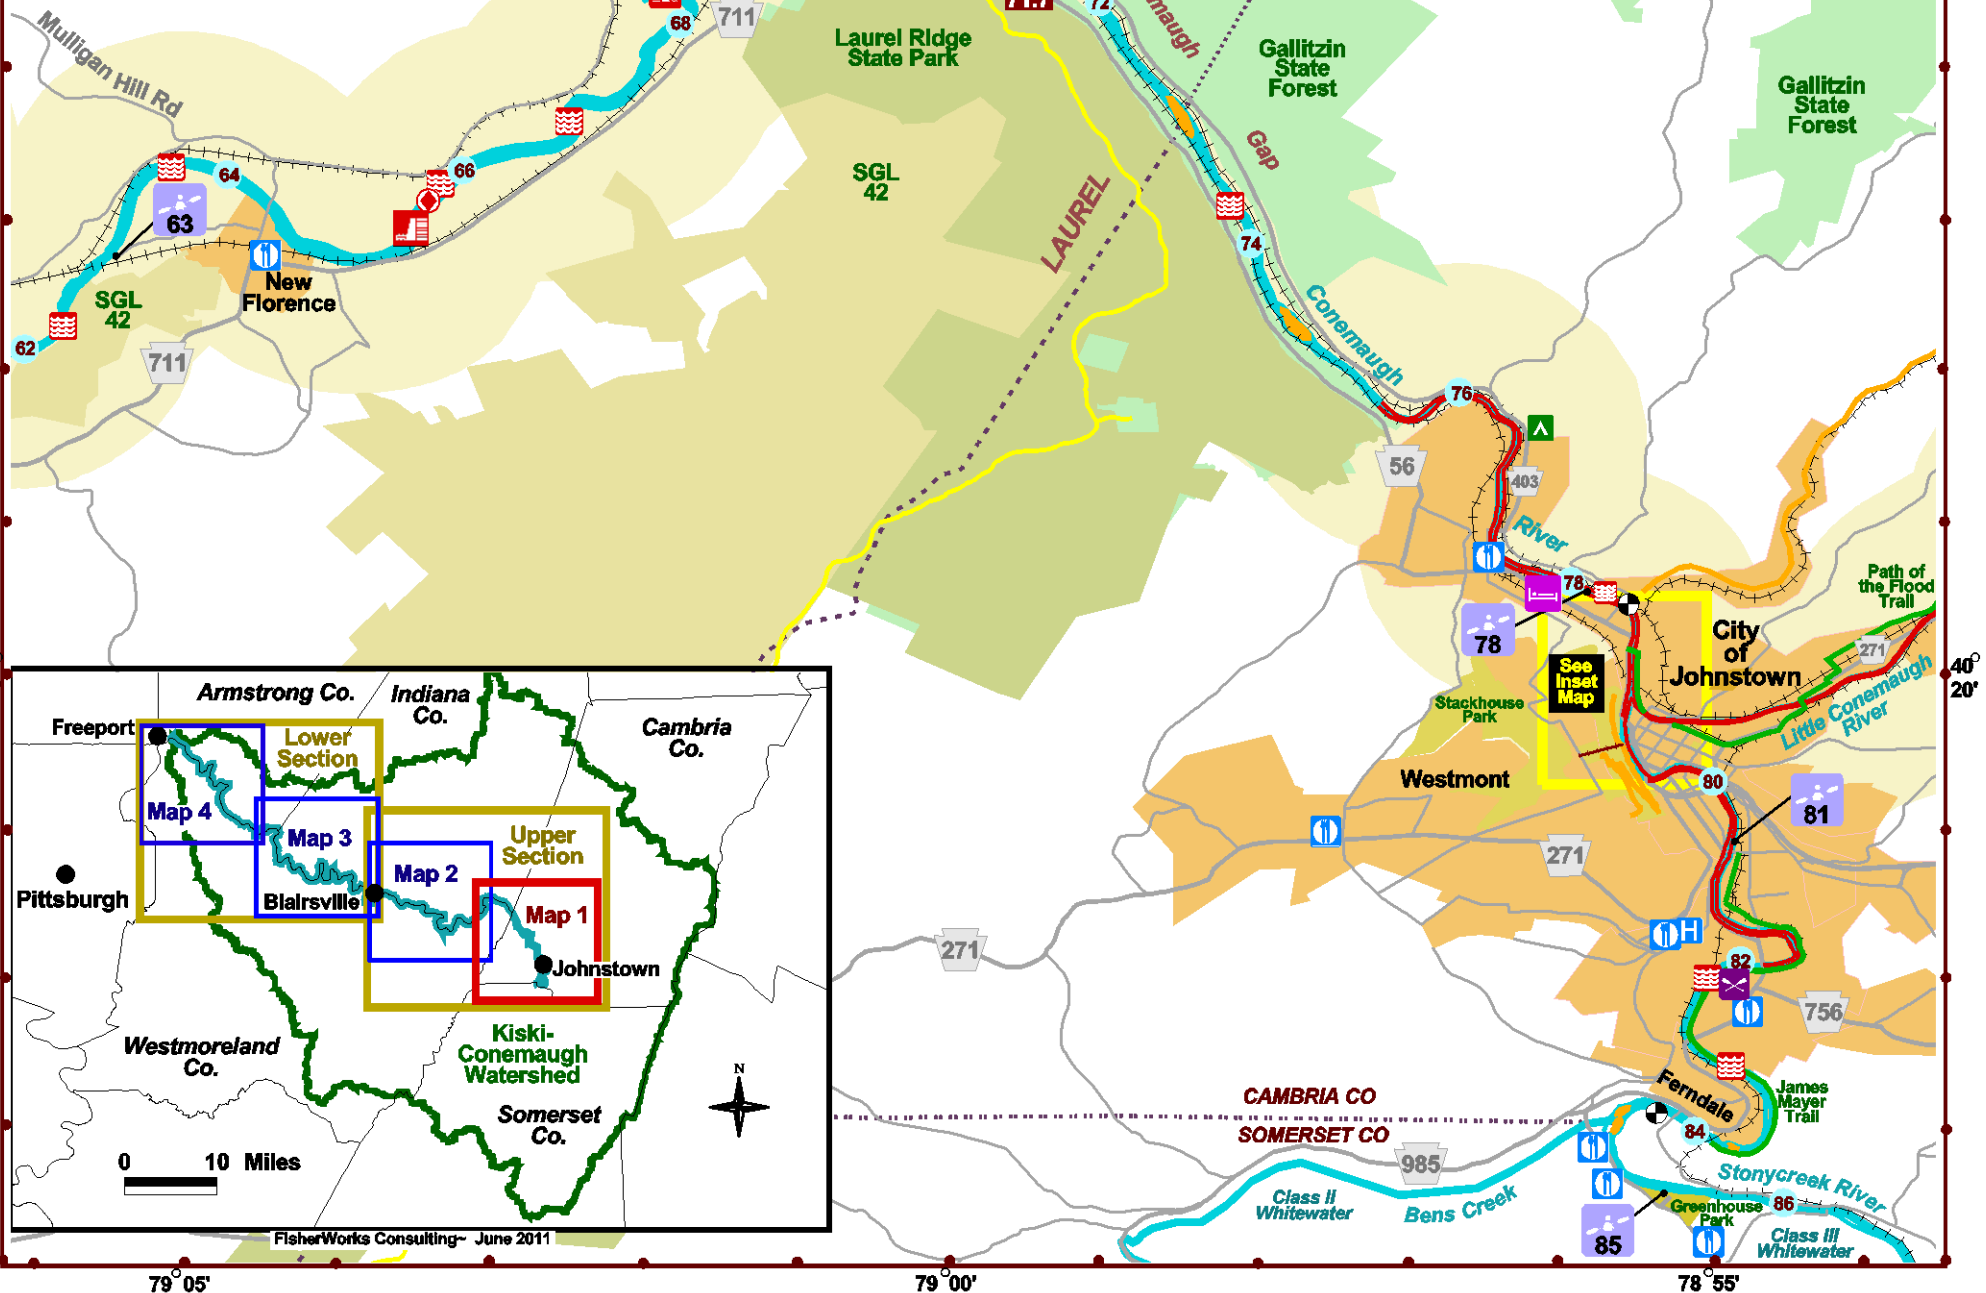 711
68
71.7
72
maugh
Mulligan Hill Rd
Laurel Ridge
State Park
Gallitzin
State
Forest
Gallitzin
State
Forest
Gap
64
66
63
SGL
42
LAUREL
74
New
Florence
SGL
42
62
711
Conemaugh
76
56
403
River
78
78
Path of
the Flood
Trail
271
City
of
Johnstown
See
Inset
Map
Stackhouse
Park
Little Conemaugh
River
40°
20'
Westmont
80
81
271
H
271
82
756
Ferndale
James
Mayer
Trail
84
CAMBRIA CO
SOMERSET CO
985
Class II
Whitewater
Bens Creek
Stonycreek River
86
85
Greenhouse
Park
Class III
Whitewater
Armstrong Co.
Indiana
Co.
Cambria
Co.
Freeport
Lower
Section
Map 4
Map 3
Upper
Section
Map 2
Pittsburgh
Blairsville
Map 1
Johnstown
Westmoreland
Co.
Kiski-
Conemaugh
Watershed
Somerset
Co.
N
0 10 Miles
FisherWorks Consulting~ June 2011
79°05'
79°00'
78°55'